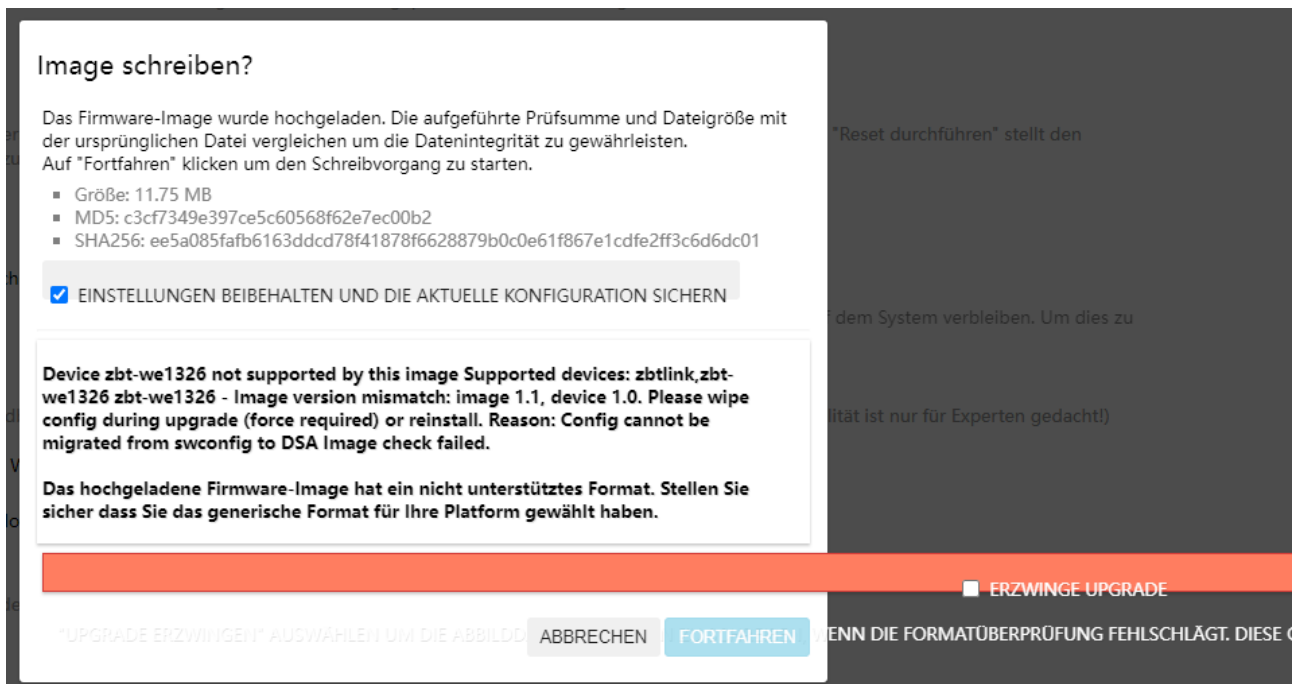 Image schreiben?
Das Firmware-Image wurde hochgeladen. Die aufgeführte Prüfsumme und Dateigröße mit
der ursprünglichen Datei vergleichen um die Datenintegrität zu gewährleisten.
"Reset durchführen" stellt den
Auf "Fortfahren" klicken um den Schreibvorgang zu starten.
Größe: 11.75 MB
MD5: c3cf7349e397ce5c60568f62e7ec00b2
SHA256: ee5a085fafb6163ddcd78f41878f6628879b0c0e61f867e1cdfe2ff3c6d6dc01
EINSTELLUNGEN BEIBEHALTEN UND DIE AKTUELLE KONFIGURATION SICHERN
dem System verbleiben. Um dies zu
Device zbt-we1326 not supported by this image Supported devices: zbtlink,zbt-
we1326 zbt-we1326 - Image version mismatch: image 1.1, device 1.0. Please wipe
config during upgrade (force required) or reinstall. Reason: Config cannot be
ilität ist nur für Experten gedacht!)
migrated from swconfig to DSA Image check failed.
Das hochgeladene Firmware-Image hat ein nicht unterstütztes Format. Stellen Sie
sicher dass Sie das generische Format für Ihre Platform gewählt haben.
ERZWINGE UPGRADE
"UPGRADE ERZWINGEN" AUSWÄHLEN UM DIE ABBILDD
ABBRECHEN
FORTFAHREN
WENN DIE FORMATÜBERPRÜFUNG FEHLSCHLÄGT. DIESE